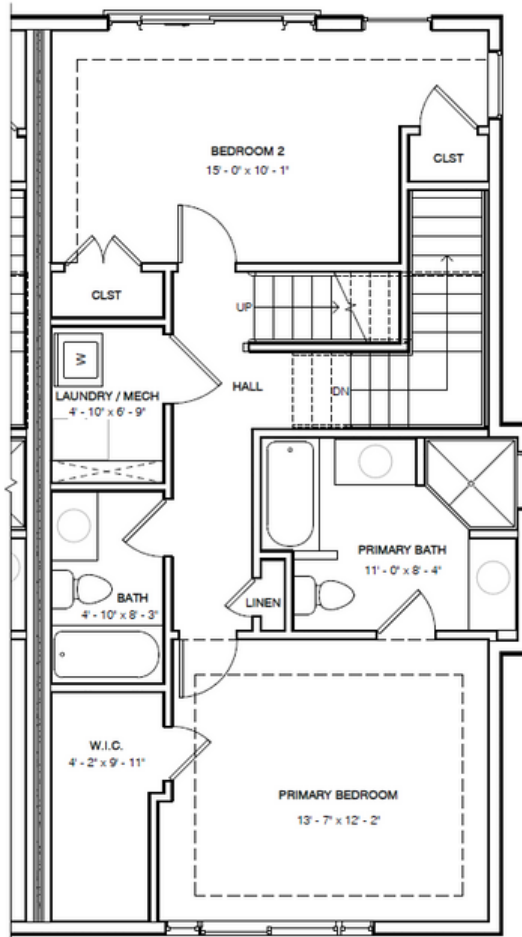 BEDROOM 2
15' - 0" x 10' - 1"
CLST
CLST
UP
W
LAUNDRY / MECH
4' - 10" x 6' - 9"
HALL
DN
PRIMARY BATH
11' - 0" x 8' - 4"
BATH
4' - 10" x 8' - 3"
LINEN
W.I.C.
4' - 2" x 9' - 11"
PRIMARY BEDROOM
13' - 7" x 12' - 2"